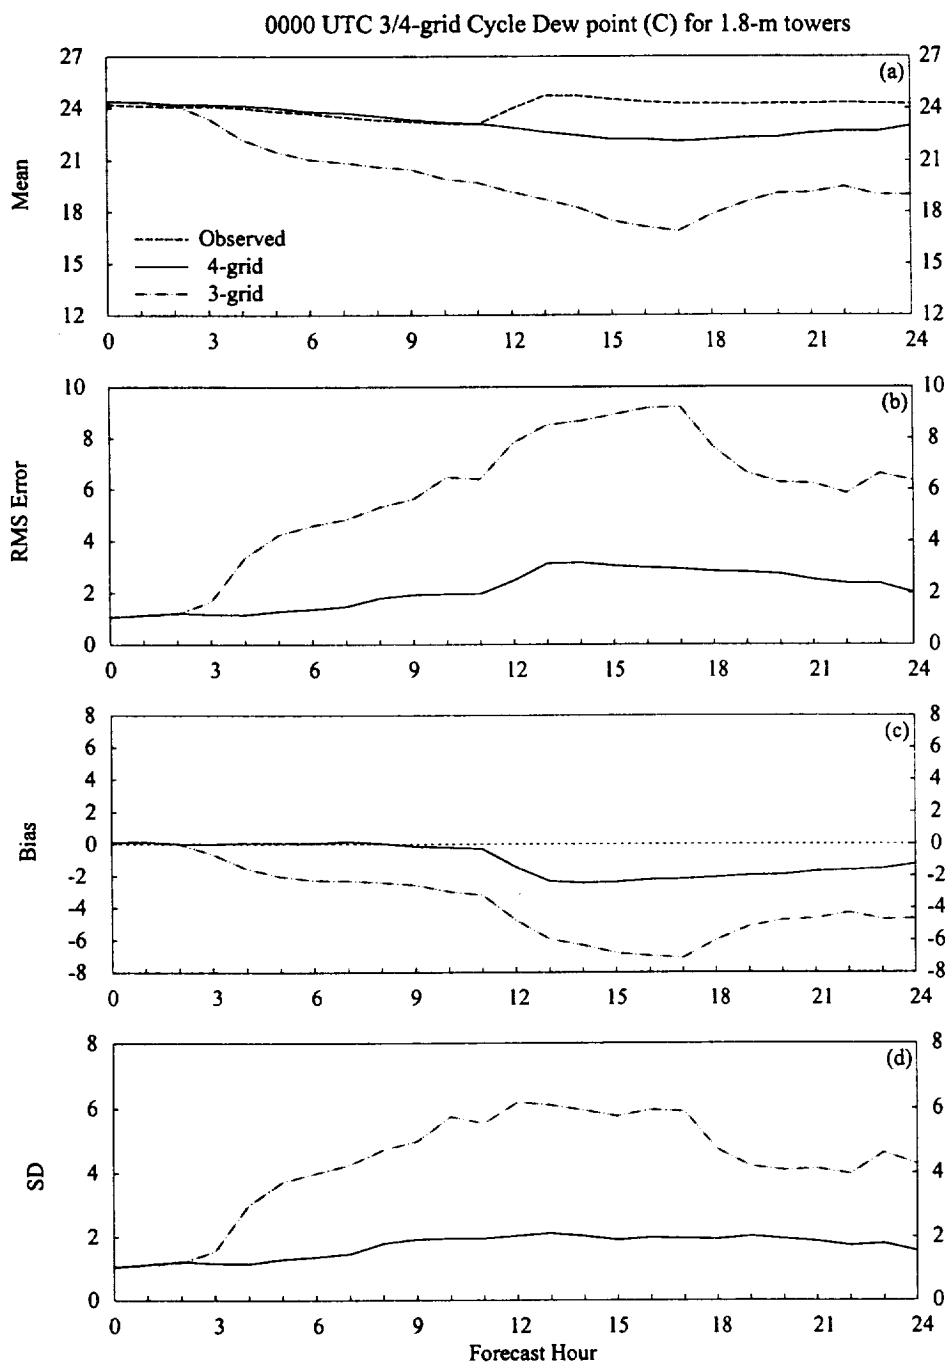 0000 UTC 3/4-grid Cycle Dew point (C) for 1.8-m towers
(a)
27 24 21 18 15 12
Mean
27 24 21 18 15 12
Observed
4-grid
3-grid
0 3 6 9 12 15 18 21 24
(b)
10 8 6 4 2 0
RMS Error
10 8 6 4 2 0
0 3 6 9 12 15 18 21 24
(c)
8 6 4 2 0 -2 -4 -6 -8
Bias
8 6 4 2 0 -2 -4 -6 -8
0 3 6 9 12 15 18 21 24
(d)
8 6 4 2 0
SD
8 6 4 2 0
0 3 6 9 12 15 18 21 24
Forecast Hour